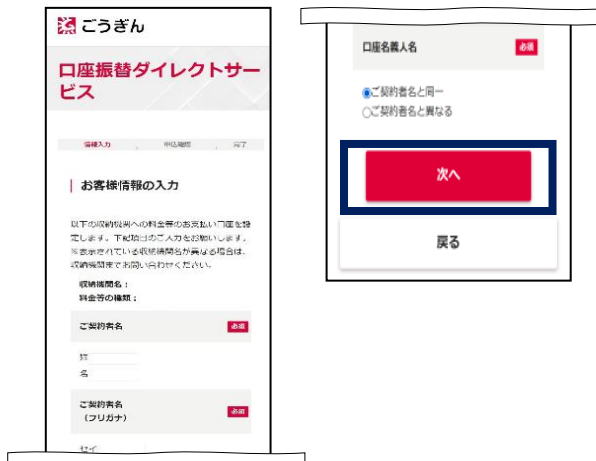 ごうぎん
口座振替ダイレクトサー
ビス
情報入力
申込確認
完了
お客様情報の入力
以下の収納機関への料金等のお支払い口座を設
定します。下記項目のご入力をお願いします。
※表示されている収納機関名が異なる場合は、
収納機関までお問い合わせください。
収納機関名：
料金等の種類：
ご契約者名
必須
姓
名
ご契約者名
（フリガナ）
必須
セイ
口座名義人名
必須
ご契約者名と同一
ご契約者名と異なる
次へ
戻る